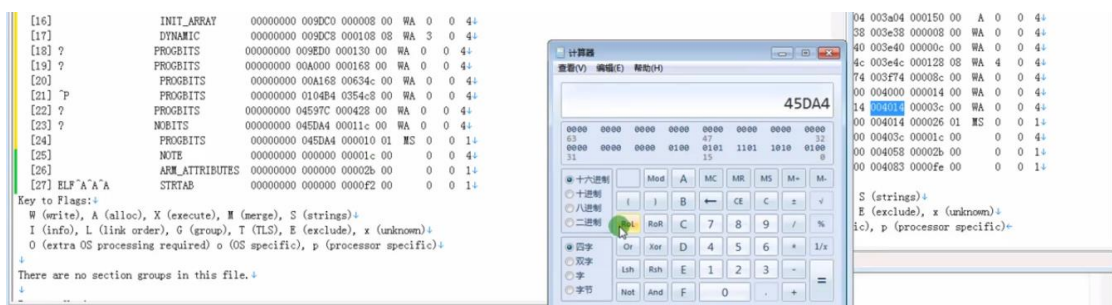 [16] INIT_ARRAY 00000000 009DC0 000008 00 WA 0 0 4↓
[17] DYNAMIC 00000000 009DC8 000108 08 WA 3 0 4↓
[18] ? PROGBITS 00000000 009ED0 000130 00 WA 0 0 4↓
[19] ? PROGBITS 00000000 00A000 000168 00 WA 0 0 4↓
[20] PROGBITS 00000000 00A168 00634c 00 WA 0 0 4↓
[21] ^P PROGBITS 00000000 0104B4 0354c8 00 WA 0 0 4↓
[22] ? PROGBITS 00000000 04597C 000428 00 WA 0 0 4↓
[23] ? NOBITS 00000000 045DA4 00011c 00 WA 0 0 4↓
[24] PROGBITS 00000000 045DA4 000010 01 MS 0 0 1↓
[25] NOTE 00000000 000000 00001c 00 0 0 4↓
[26] ARM_ATTRIBUTES 00000000 000000 00002b 00 0 0 1↓
[27] ELF^A^A^A STRTAB 00000000 000000 0000f2 00 0 0 1↓
Key to Flags:↓
W (write), A (alloc), X (execute), M (merge), S (strings)↓
I (info), L (link order), G (group), T (TLS), E (exclude), x (unknown)↓
O (extra OS processing required) o (OS specific), p (processor specific)↓
↓
There are no section groups in this file.↓
↓
计算器
查看(V) 编辑(E) 帮助(H)
45DA4
0000 0000 0000 0000 0000 0000 0000 0000
63 47 32
0000 0000 0000 0100 0101 1101 1010 0100
31 15 0
十六进制 Mod A MC MR MS M+ M-
十进制 ( ) B ← CE C ± √
八进制
二进制 RoL RoR C 7 8 9 / %
四字 Or Xor D 4 5 6 * 1/x
双字
字 Lsh Rsh E 1 2 3 - =
字节 Not And F 0 . +
04 003a04 000150 00 A 0 0 4↓
38 003e38 000008 00 WA 0 0 4↓
40 003e40 00000c 00 WA 0 0 4↓
4c 003e4c 000128 08 WA 4 0 4↓
74 003f74 00008c 00 WA 0 0 4↓
00 004000 000014 00 WA 0 0 4↓
14 004014 00003c 00 WA 0 0 4↓
00 004014 000026 01 MS 0 0 1↓
00 00403c 00001c 00 0 0 4↓
00 004058 00002b 00 0 0 1↓
00 004083 0000fe 00 0 0 1↓
S (strings)↓
E (exclude), x (unknown)↓
ic), p (processor specific)←